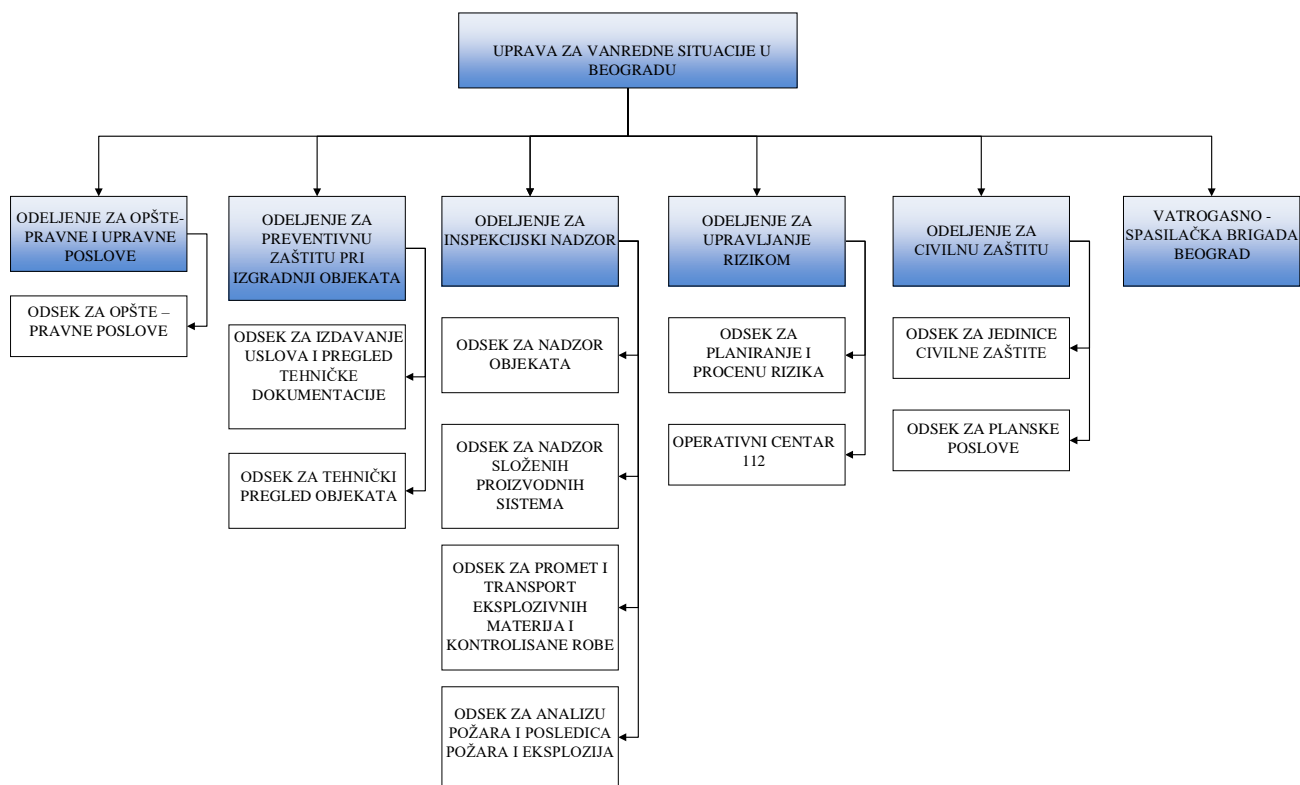 UPRAVA ZA VANREDNE SITUACIJE U
BEOGRADU
ODELJENJE ZA OPŠTE-
PRAVNE I UPRAVNE
POSLOVE
ODELJENJE ZA
PREVENTIVNU
ZAŠTITU PRI
IZGRADNJI OBJEKATA
ODELJENJE ZA
INSPEKCIJSKI NADZOR
ODELJENJE ZA
UPRAVLJANJE
RIZIKOM
ODELJENJE ZA
CIVILNU ZAŠTITU
VATROGASNO -
SPASILAČKA BRIGADA
BEOGRAD
ODSEK ZA OPŠTE –
PRAVNE POSLOVE
ODSEK ZA IZDAVANJE
USLOVA I PREGLED
TEHNIČKE
DOKUMENTACIJE
ODSEK ZA TEHNIČKI
PREGLED OBJEKATA
ODSEK ZA NADZOR
OBJEKATA
ODSEK ZA NADZOR
SLOŽENIH
PROIZVODNIH
SISTEMA
ODSEK ZA PROMET I
TRANSPORT
EKSPLOZIVNIH
MATERIJA I
KONTROLISANE ROBE
ODSEK ZA ANALIZU
POŽARA I POSLEDICA
POŽARA I EKSPLOZIJA
ODSEK ZA
PLANIRANJE I
PROCENU RIZIKA
OPERATIVNI CENTAR
112
ODSEK ZA JEDINICE
CIVILNE ZAŠTITE
ODSEK ZA PLANSKE
POSLOVE